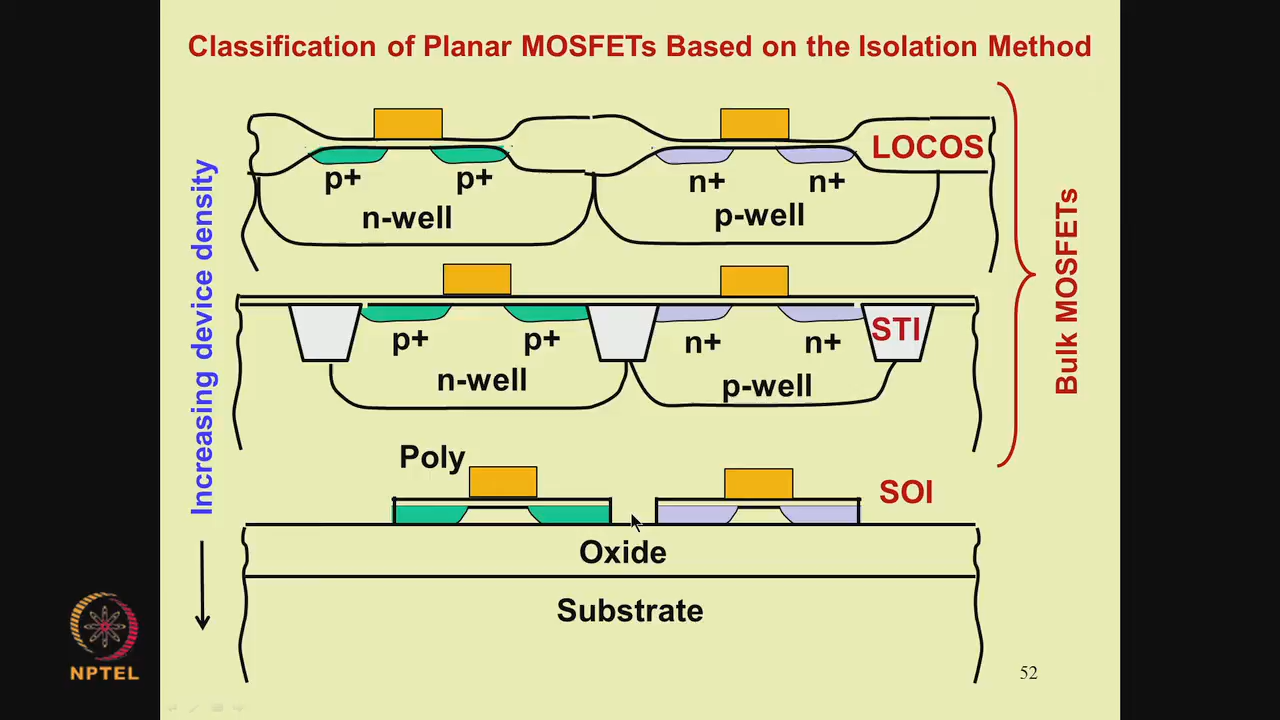 Classification of Planar MOSFETs Based on the Isolation Method
LOCOS
p+ p+ n+ n+
n-well p-well
STI
p+ p+ n+ n+
n-well p-well
Poly
SOI
Oxide
Substrate
Increasing device density
Bulk MOSFETs
NPTEL
52